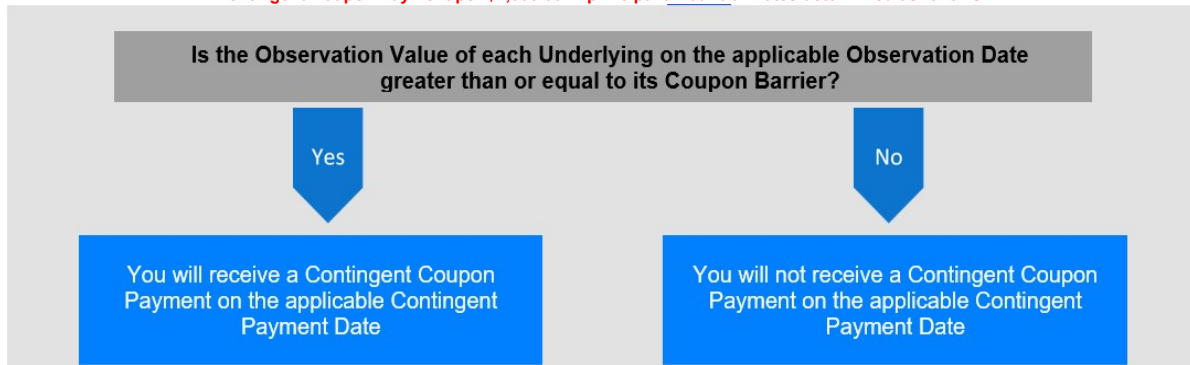 Is the Observation Value of each Underlying on the applicable Observation Date
greater than or equal to its Coupon Barrier?
Yes
No
You will receive a Contingent Coupon
Payment on the applicable Contingent
Payment Date
You will not receive a Contingent Coupon
Payment on the applicable Contingent
Payment Date